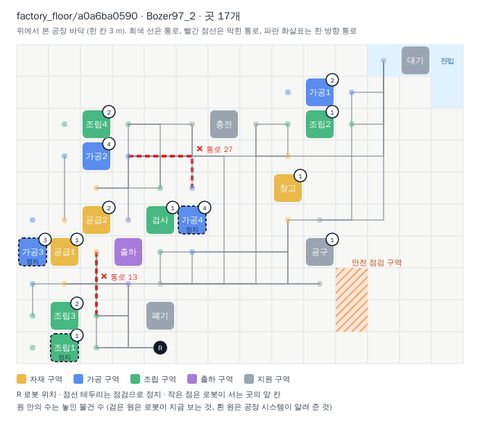 factory_floor/a0a6ba0590 · Bozer97_2 · 곳 17개
위에서 본 공장 바닥 (한 칸 3 m). 회색 선은 통로, 빨간 점선은 막힌 통로, 파란 화살표는 한 방향 통로
대기
진입
2
가공1
2
조립4
충전
1
조립2
4
가공2
✕ 통로 27
1
창고
2
공급2
1
검사
4
가공4
정지
3
가공3
정지
1
공급1
출하
1
공구
안전 점검 구역
✕ 통로 13
2
조립3
폐기
1
조립1
정지
R
자재 구역
가공 구역
조립 구역
출하 구역
지원 구역
R 로봇 위치 · 점선 테두리는 점검으로 정지 · 작은 점은 로봇이 서는 곳의 앞 칸
원 안의 수는 놓인 물건 수 (검은 원은 로봇이 지금 보는 것, 흰 원은 공장 시스템이 알려 준 것)